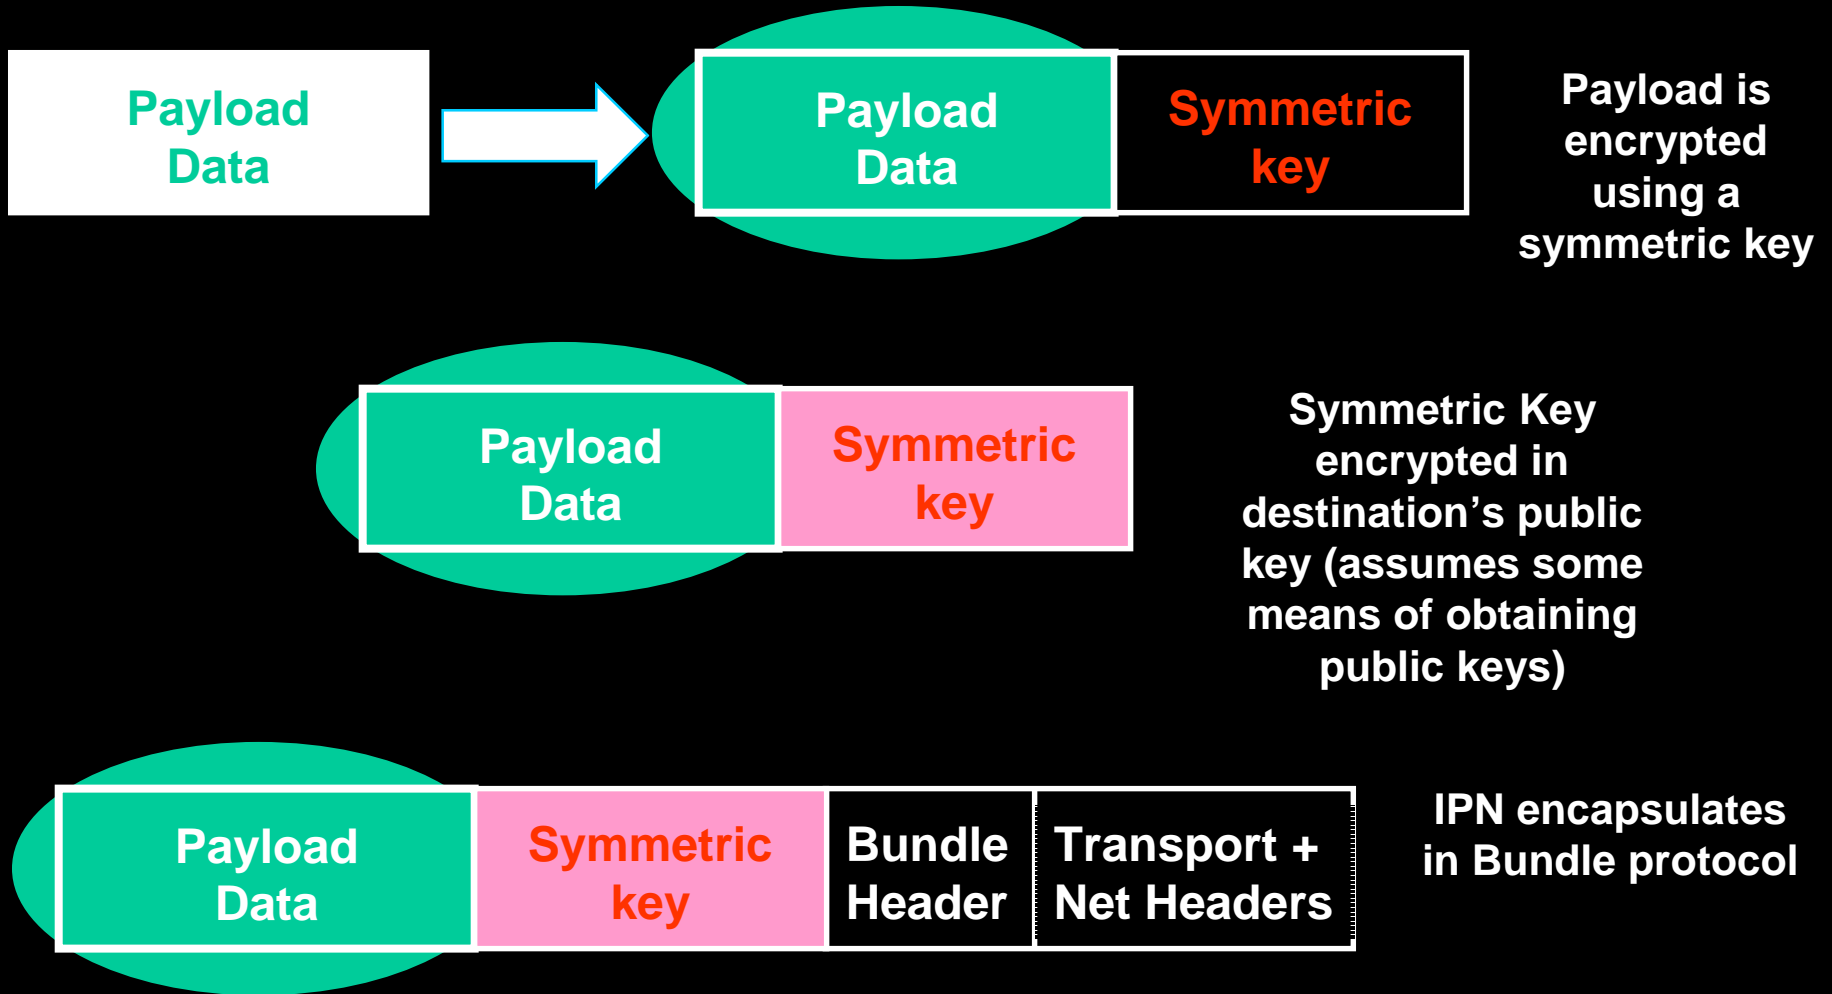 Payload
Data
Payload
Data
Symmetric
key
Payload is
encrypted
using a
symmetric key
Payload
Data
Symmetric
key
Symmetric Key
encrypted in
destination’s public
key (assumes some
means of obtaining
public keys)
Payload
Data
Symmetric
key
Bundle
Header
Transport +
Net Headers
IPN encapsulates
in Bundle protocol